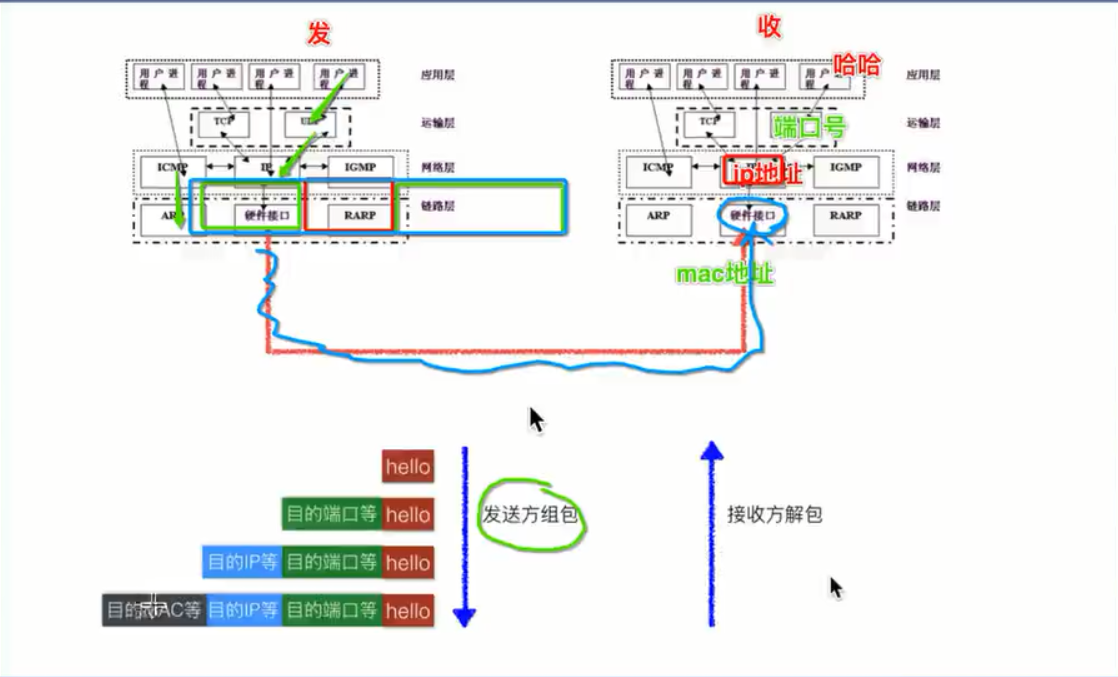 发
收
用户进程 用户进程 用户进程 用户进程 应用层
用户进程 用户进程 用户进程 用户进 哈哈 应用层
TCP 运输层
TCP 端口号 运输层
ICMP IP IGMP 网络层
ICMP ip地址 IGMP 网络层
硬件接口 RARP 链路层
ARP 硬件接口 RARP 链路层
mac地址
hello
目的端口等 hello
目的IP等 目的端口等 hello
目的MAC等 目的IP等 目的端口等 hello
发送方组包
接收方解包